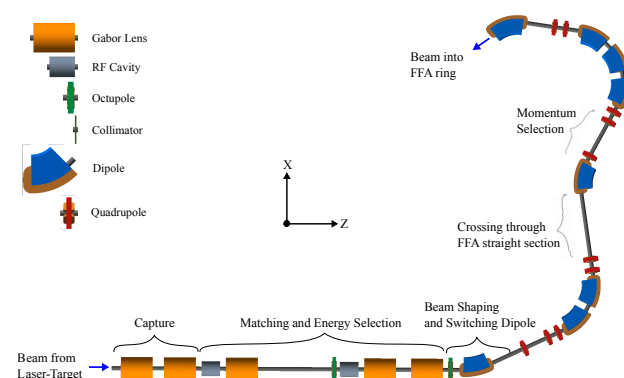 Gabor Lens
RF Cavity
Octupole
Collimator
Dipole
Quadrupole
Beam into
FFA ring
Momentum
Selection
X
Z
Crossing through
FFA straight section
Beam Shaping
and Switching Dipole
Capture
Matching and Energy Selection
Beam from
Laser-Target